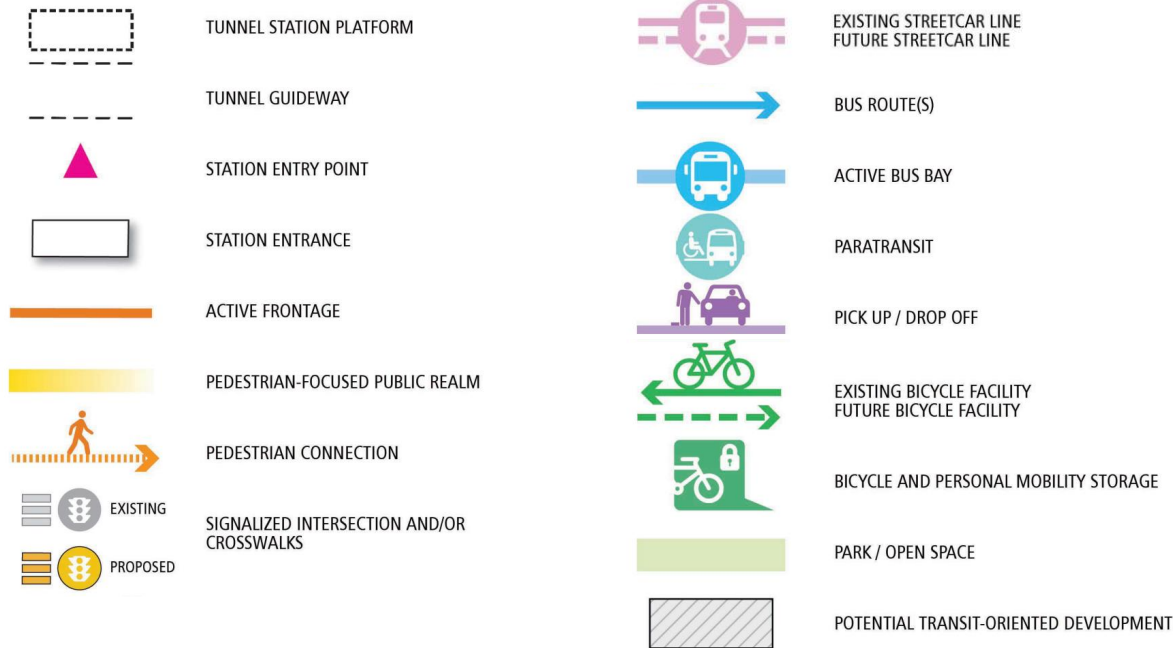 TUNNEL STATION PLATFORM
TUNNEL GUIDEWAY
STATION ENTRY POINT
STATION ENTRANCE
ACTIVE FRONTAGE
PEDESTRIAN-FOCUSED PUBLIC REALM
PEDESTRIAN CONNECTION
EXISTING
SIGNALIZED INTERSECTION AND/OR
CROSSWALKS
PROPOSED
EXISTING STREETCAR LINE
FUTURE STREETCAR LINE
BUS ROUTE(S)
ACTIVE BUS BAY
PARATRANSIT
PICK UP / DROP OFF
EXISTING BICYCLE FACILITY
FUTURE BICYCLE FACILITY
BICYCLE AND PERSONAL MOBILITY STORAGE
PARK / OPEN SPACE
POTENTIAL TRANSIT-ORIENTED DEVELOPMENT